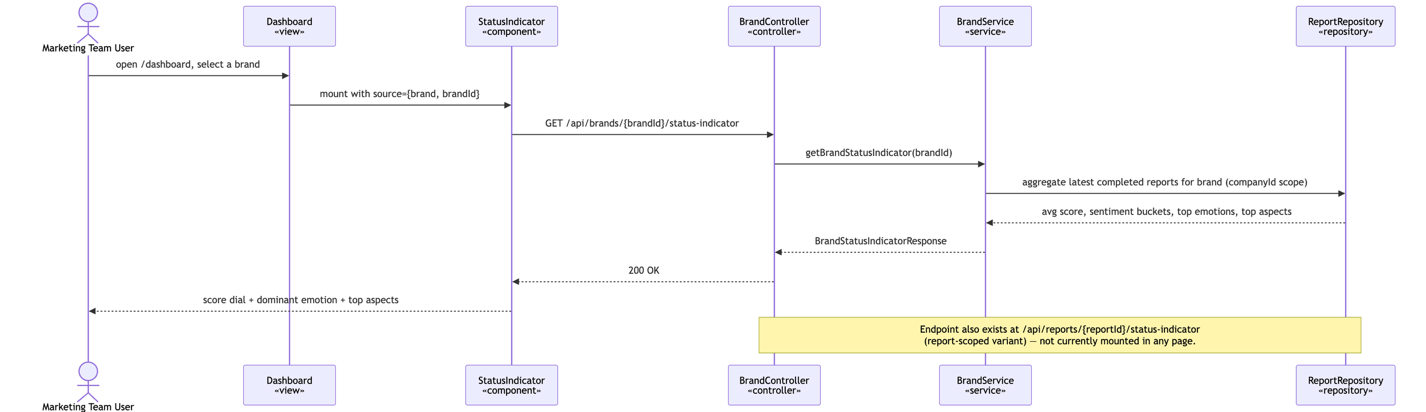 Marketing Team User
Dashboard
«view»
StatusIndicator
«component»
BrandController
«controller»
BrandService
«service»
ReportRepository
«repository»
open /dashboard, select a brand
mount with source={brand, brandId}
GET /api/brands/{brandId}/status-indicator
getBrandStatusIndicator(brandId)
aggregate latest completed reports for brand (companyId scope)
avg score, sentiment buckets, top emotions, top aspects
BrandStatusIndicatorResponse
200 OK
score dial + dominant emotion + top aspects
Endpoint also exists at /api/reports/{reportId}/status-indicator
(report-scoped variant) — not currently mounted in any page.
Marketing Team User
Dashboard
«view»
StatusIndicator
«component»
BrandController
«controller»
BrandService
«service»
ReportRepository
«repository»